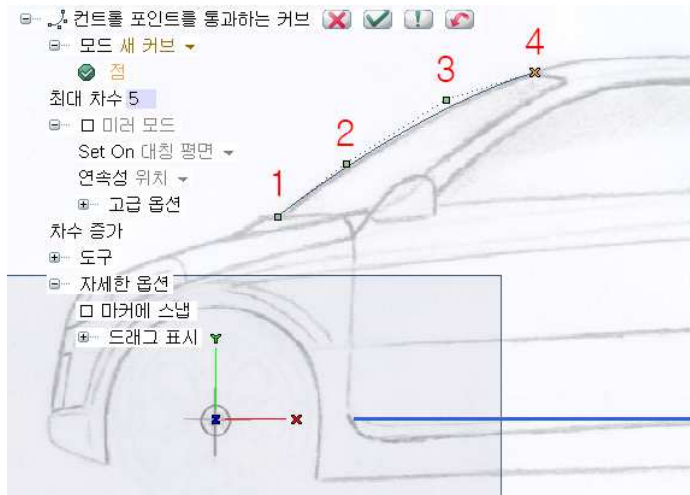 컨트롤 포인트를 통과하는 커브
모드 새 커브
점
최대 차수 5
미러 모드
Set On 대칭 평면
연속성 위치
고급 옵션
차수 증가
도구
자세한 옵션
마커에 스냅
드래그 표시
1
2
3
4
Y
Z
X